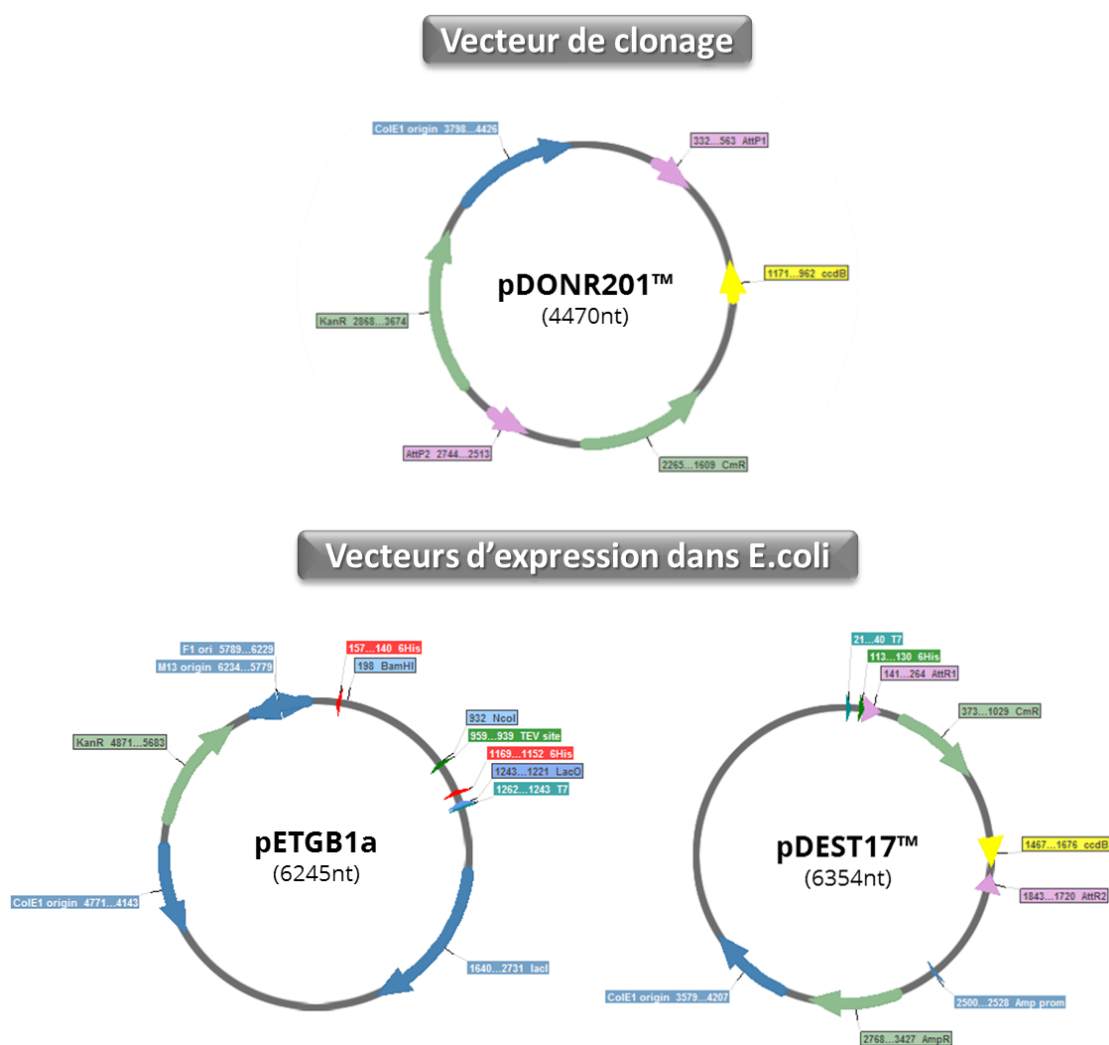 Vecteur de clonage
ColE1 origin 3798...4426
332...563 AttP1
1171...962 ccdB
pDONR201™
(4470nt)
KanR 2868...3674
AttP2 2744...2513
2265...1609 CmR
Vecteurs d'expression dans E.coli
F1 ori 5789...6229
157...140 6His
M13 origin 6234...5779
198 BamHI
21...40 T7
113...130 6His
141...264 AttR1
373...1029 CmR
932 NcoI
959...939 TEV site
KanR 4871...5683
1169...1152 6His
1243...1221 LacO
1262...1243 T7
pETGB1a
(6245nt)
pDEST17™
(6354nt)
1467...1676 ccdB
1843...1720 AttR2
ColE1 origin 4771...4143
1640...2731 lacI
ColE1 origin 3579...4207
2500...2528 Amp prom
2768...3427 AmpR